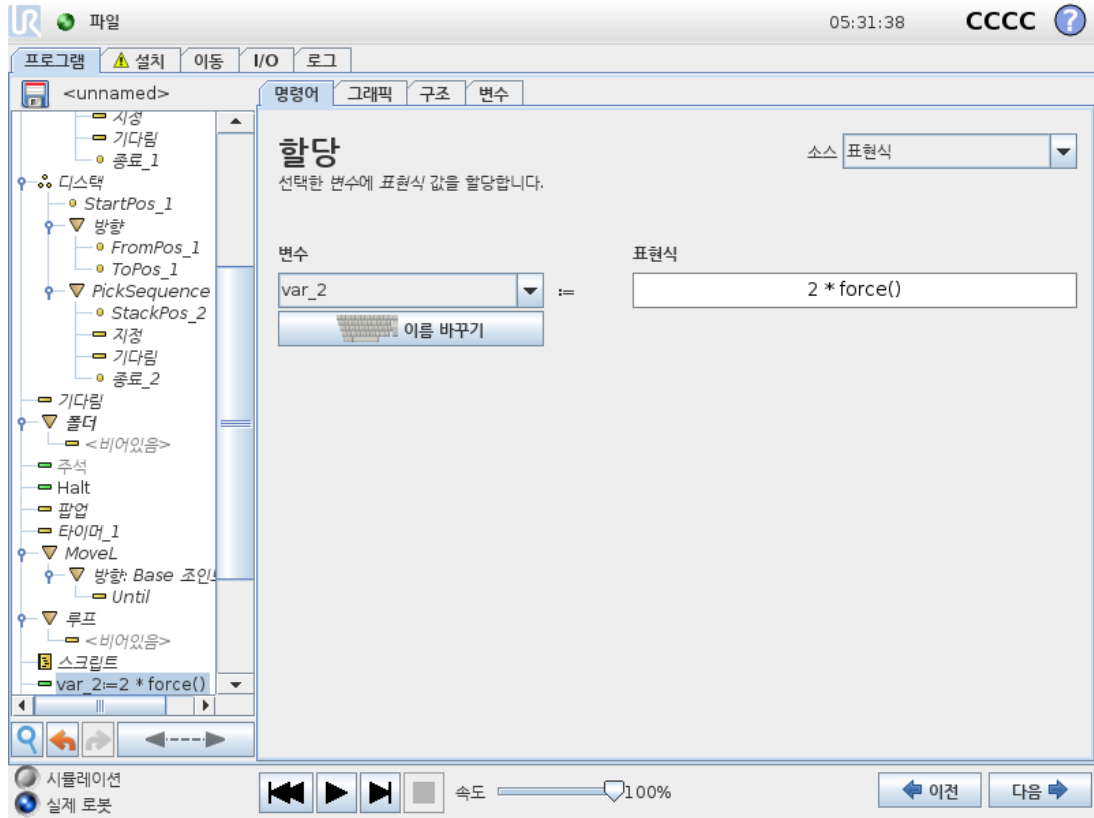 UR 파일 05:31:38 CCCC ?
프로그램 설치 이동 I/O 로그
<unnamed>
명령어 그래픽 구조 변수
지정
기다림
종료_1
디스택
StartPos_1
방향
FromPos_1
ToPos_1
PickSequence
StackPos_2
지정
기다림
종료_2
기다림
폴더
<비어있음>
주석
Halt
팝업
타이머_1
MoveL
방향: Base 조인트
Until
루프
<비어있음>
스크립트
var_2:=2 * force()
할당
소스 표현식
선택한 변수에 표현식 값을 할당합니다.
변수 표현식
var_2 := 2 * force()
이름 바꾸기
시뮬레이션
실제 로봇
속도 100%
이전 다음